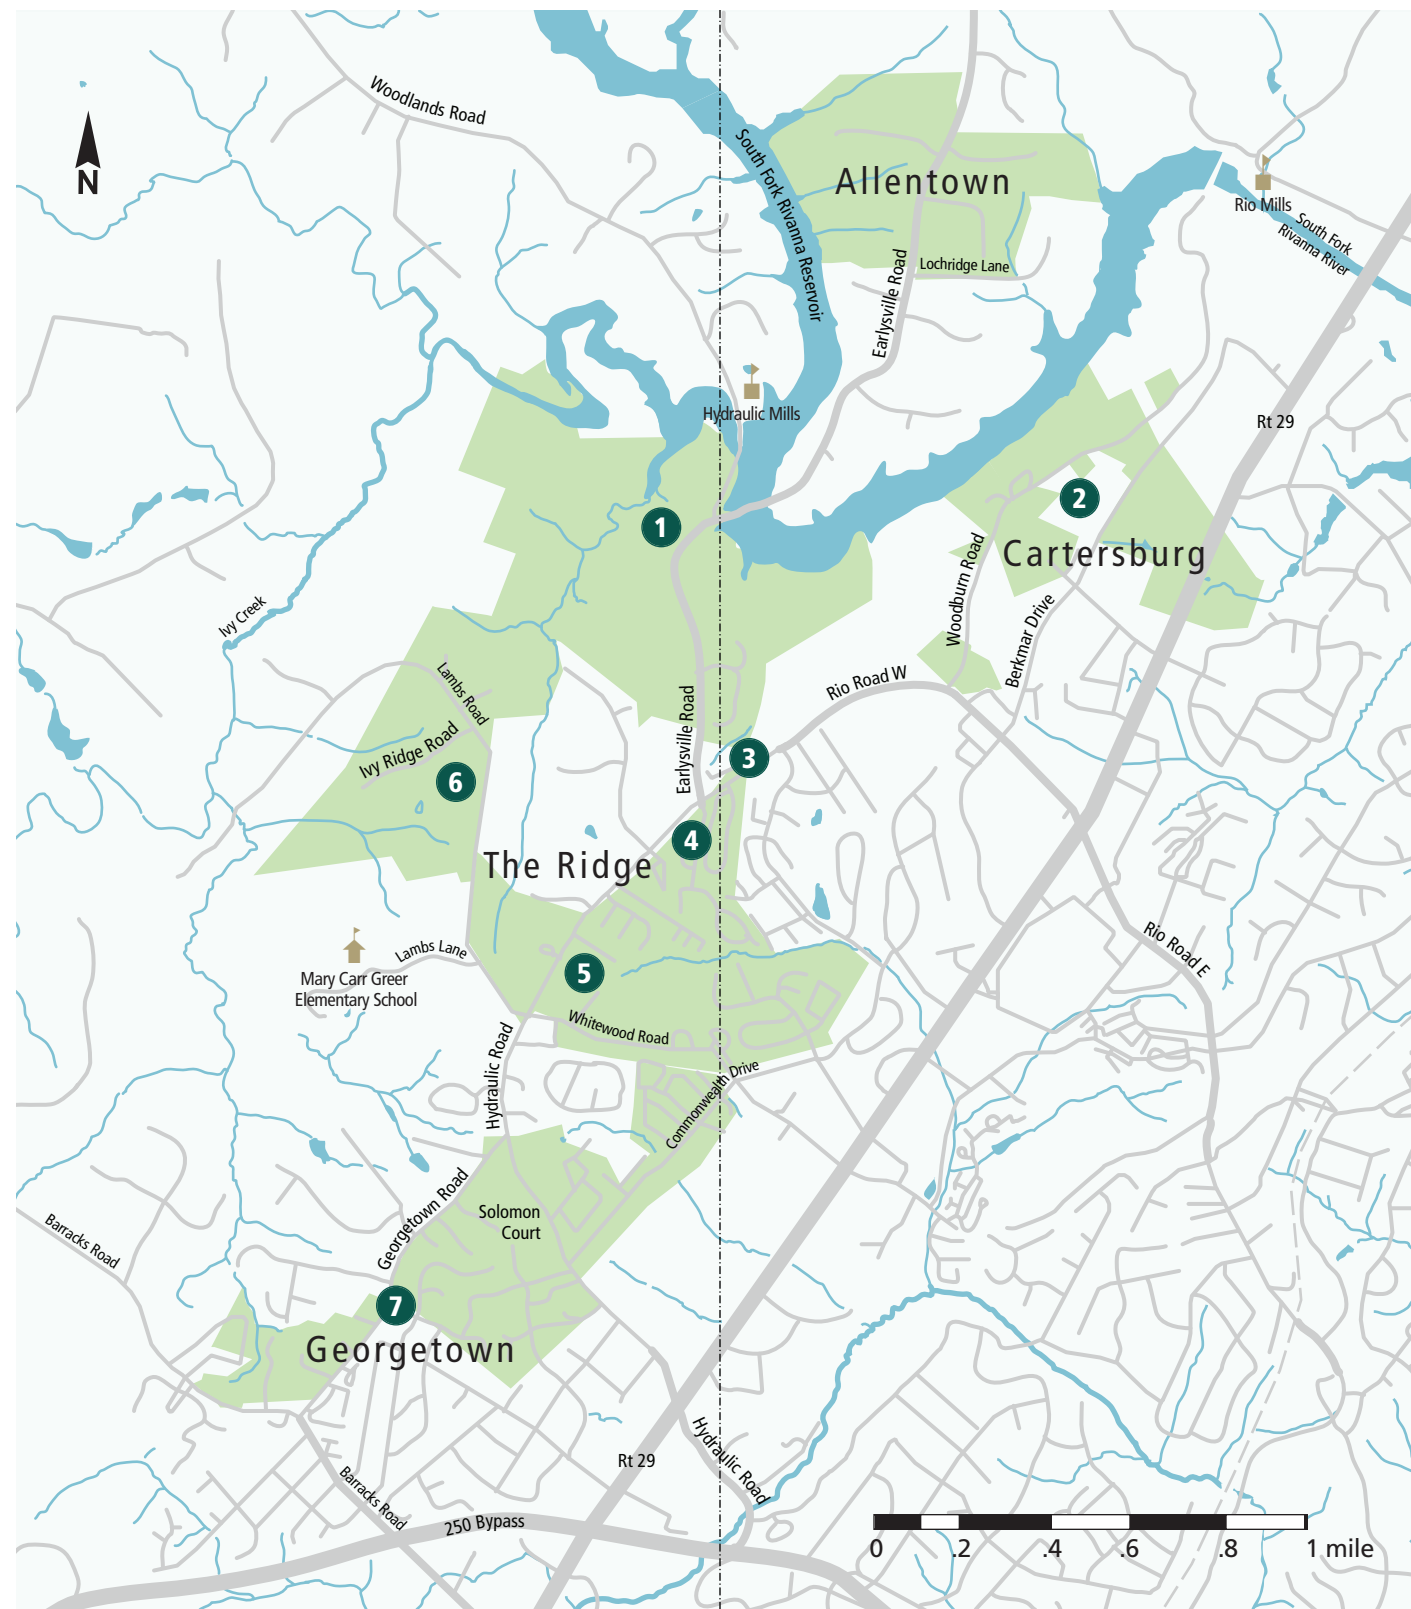 Woodlands Road
N
South Fork Rivanna Reservoir
Allentown
Rio Mills
South Fork
Rivanna River
Lochridge Lane
Earlysville Road
Hydraulic Mills
Rt 29
1
2
Cartersburg
Ivy Creek
Woodburn Road
Berkmar Drive
Lambs Road
Rio Road W
Earlysville Road
Ivy Ridge Road
3
6
4
The Ridge
Lambs Lane
Rio Road E
Mary Carr Greer
Elementary School
5
Whitewood Road
Hydraulic Road
Commonwealth Drive
Georgetown Road
Solomon
Court
Barracks Road
7
Georgetown
Hydraulic Road
Rt 29
Barracks Road
250 Bypass
0 .2 .4 .6 .8 1 mile